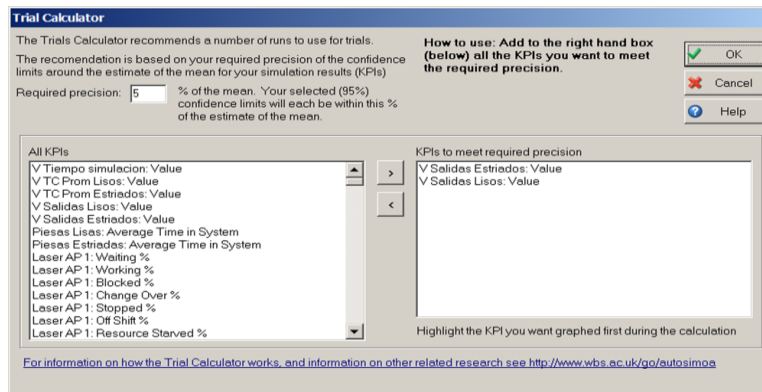 Trial Calculator
The Trials Calculator recommends a number of runs to use for trials.
The recomendation is based on your required precision of the confidence
limits around the estimate of the mean for your simulation results (KPIs)
Required precision: 5 % of the mean. Your selected (95%)
confidence limits will each be within this %
of the estimate of the mean.
How to use: Add to the right hand box
(below) all the KPIs you want to meet
the required precision.
OK
Cancel
Help
All KPIs
V Tiempo simulacion: Value
V TC Prom Lisos: Value
V TC Prom Estriados: Value
V Salidas Lisos: Value
V Salidas Estriados: Value
Piesas Lisas: Average Time in System
Piesas Estriadas: Average Time in System
Laser AP 1: Waiting %
Laser AP 1: Working %
Laser AP 1: Blocked %
Laser AP 1: Change Over %
Laser AP 1: Stopped %
Laser AP 1: Off Shift %
Laser AP 1: Resource Starved %
>
<
KPIs to meet required precision
V Salidas Estriados: Value
V Salidas Lisos: Value
Highlight the KPI you want graphed first during the calculation
For information on how the Trial Calculator works, and information on other related research see http://www.wbs.ac.uk/go/autosimoa